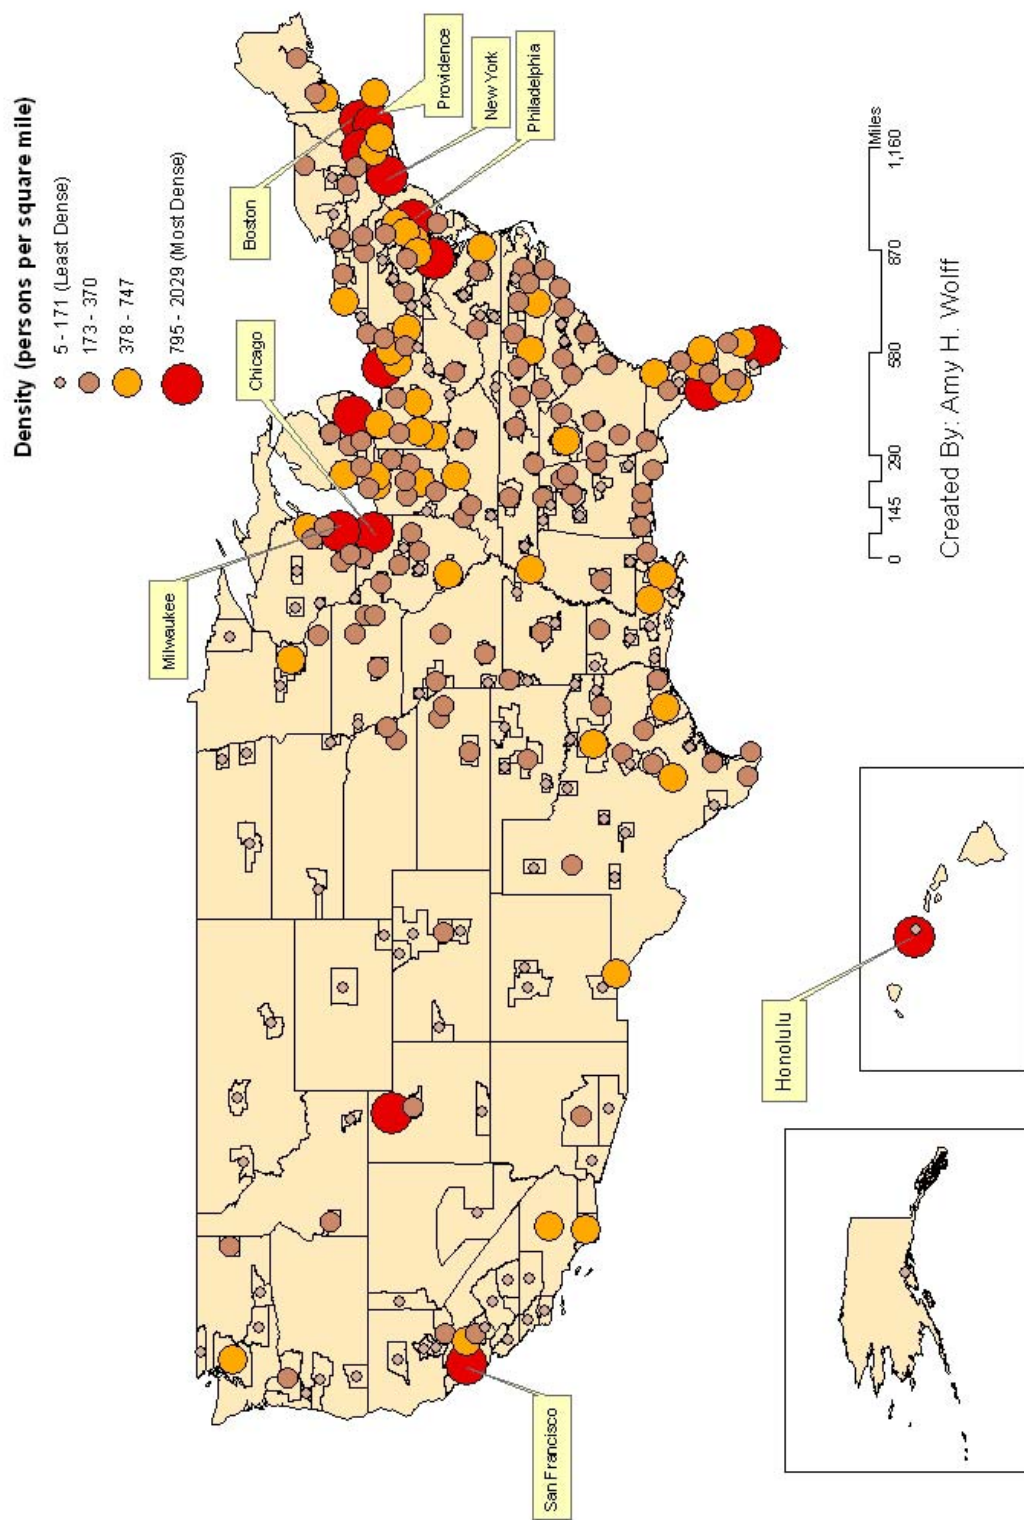 Density (persons per square mile)
5 - 171 (Least Dense)
173 - 370
378 - 747
795 - 2029 (Most Dense)
Milwaukee
Chicago
Boston
Providence
New York
Philadelphia
San Francisco
Honolulu
0 145 290 580 870 1,160
Miles
Created By: Amy H. Wolff